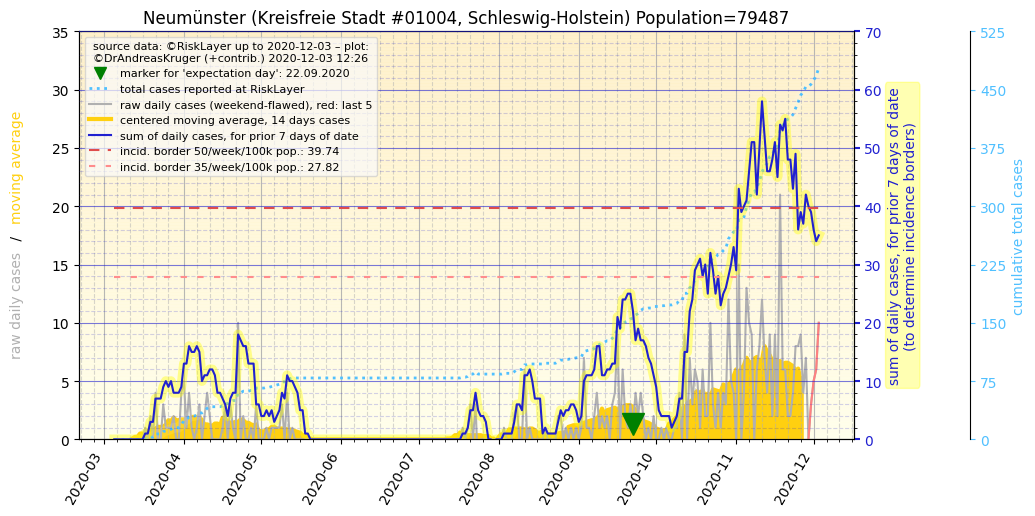 Neumünster (Kreisfreie Stadt #01004, Schleswig-Holstein) Population=79487
source data: ©RiskLayer up to 2020-12-03 – plot:
©DrAndreasKruger (+contrib.) 2020-12-03 12:26
marker for 'expectation day': 22.09.2020
total cases reported at RiskLayer
raw daily cases (weekend-flawed), red: last 5
centered moving average, 14 days cases
sum of daily cases, for prior 7 days of date
incid. border 50/week/100k pop.: 39.74
incid. border 35/week/100k pop.: 27.82
raw daily cases / moving average
35
30
25
20
15
10
5
0
2020-03
2020-04
2020-05
2020-06
2020-07
2020-08
2020-09
2020-10
2020-11
2020-12
70
60
50
40
30
20
10
0
sum of daily cases, for prior 7 days of date
(to determine incidence borders)
525
450
375
300
225
150
75
0
cumulative total cases